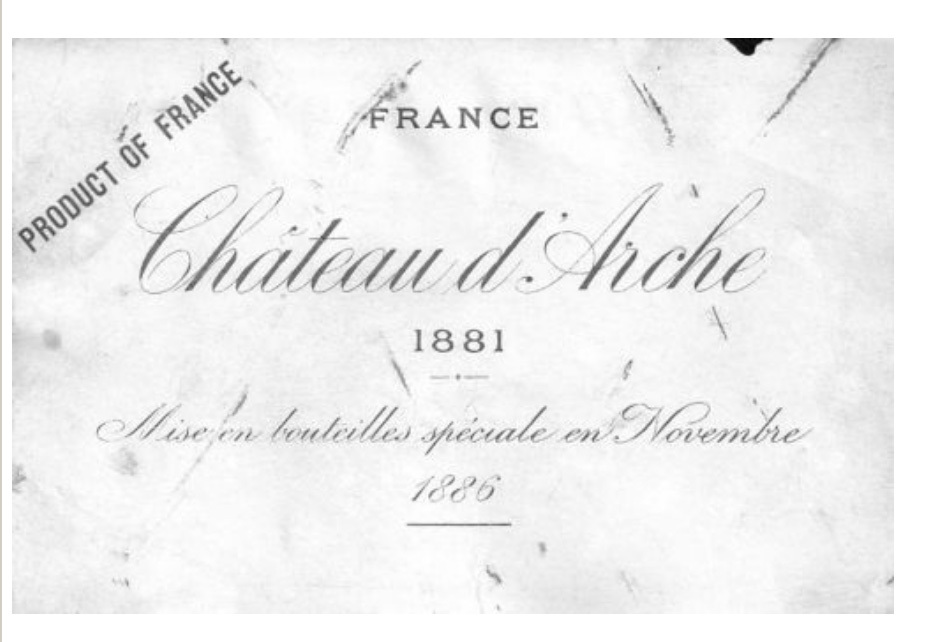 PRODUCT OF FRANCE
FRANCE
Château d'Arche
1881
Mise en bouteilles spéciale en Novembre
1886